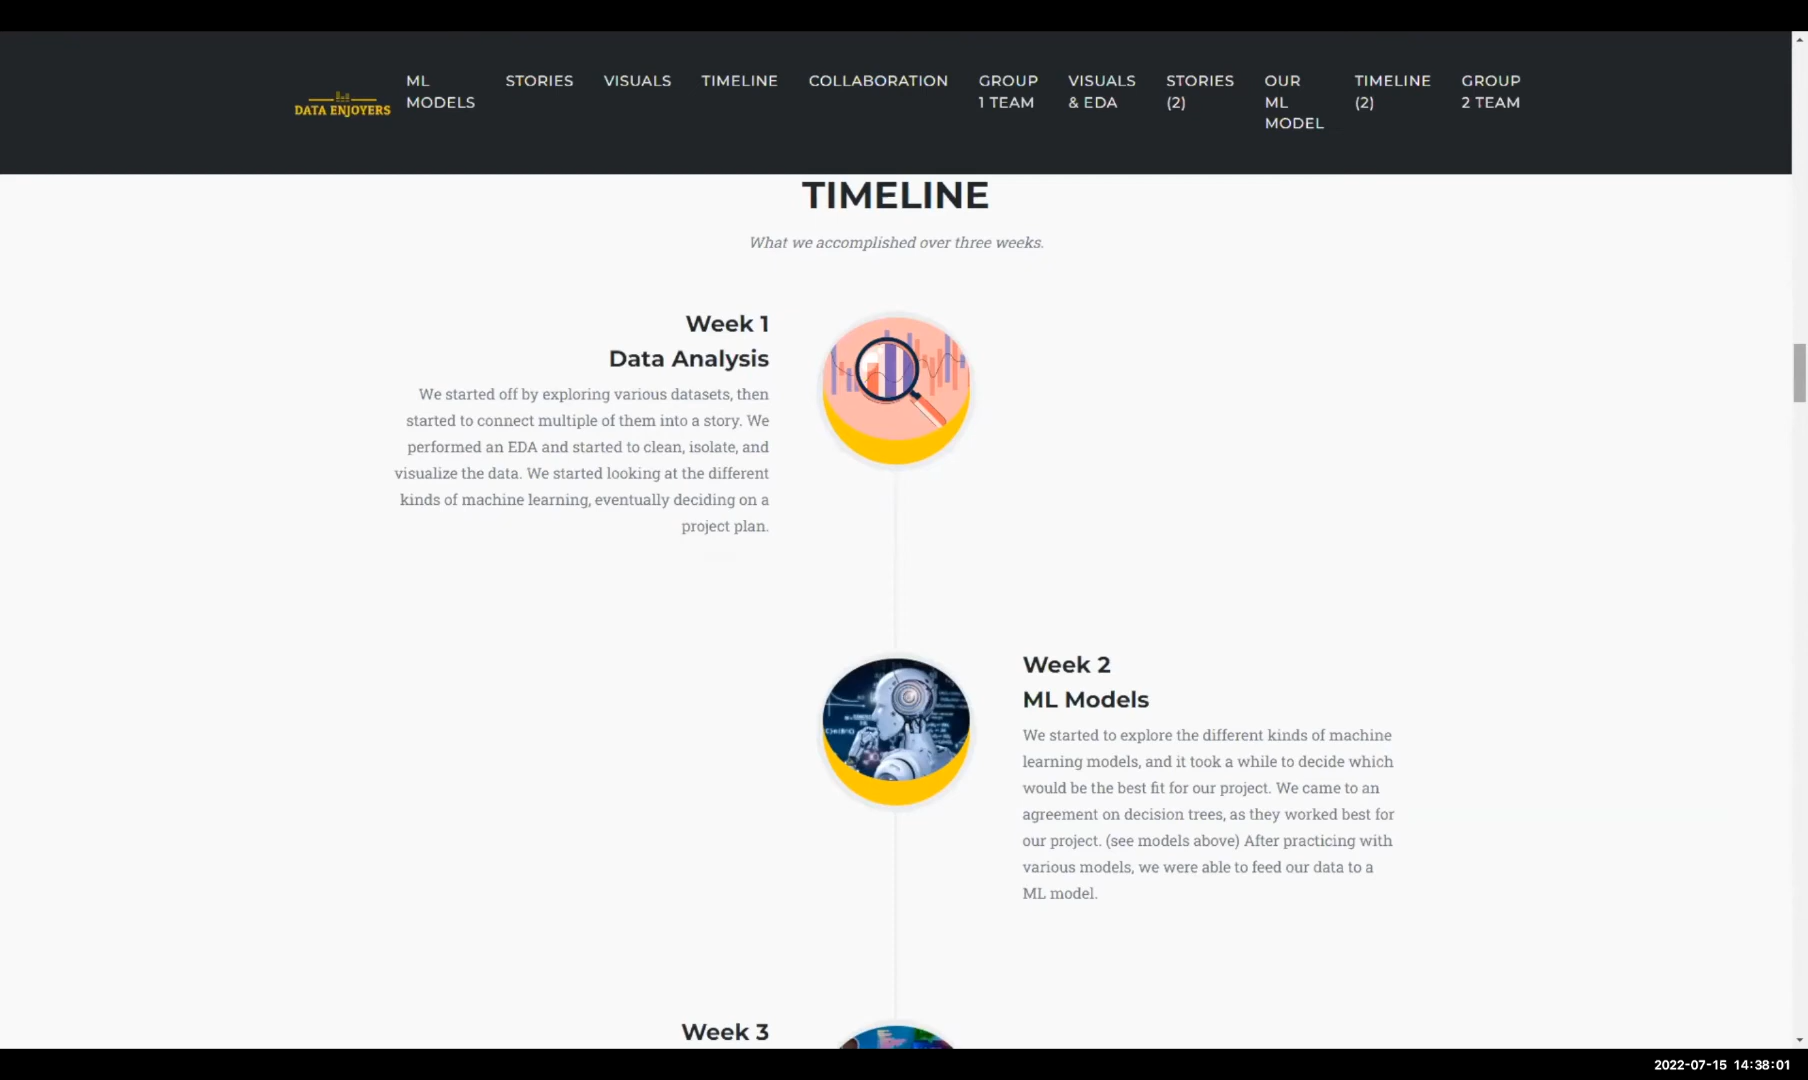 DATA ENJOYERS
ML
MODELS
STORIES
VISUALS
TIMELINE
COLLABORATION
GROUP
1 TEAM
VISUALS
& EDA
STORIES
(2)
OUR
ML
MODEL
TIMELINE
(2)
GROUP
2 TEAM
TIMELINE
What we accomplished over three weeks.
Week 1
Data Analysis
We started off by exploring various datasets, then
started to connect multiple of them into a story. We
performed an EDA and started to clean, isolate, and
visualize the data. We started looking at the different
kinds of machine learning, eventually deciding on a
project plan.
Week 2
ML Models
We started to explore the different kinds of machine
learning models, and it took a while to decide which
would be the best fit for our project. We came to an
agreement on decision trees, as they worked best for
our project. (see models above) After practicing with
various models, we were able to feed our data to a
ML model.
Week 3
2022-07-15 14:38:01